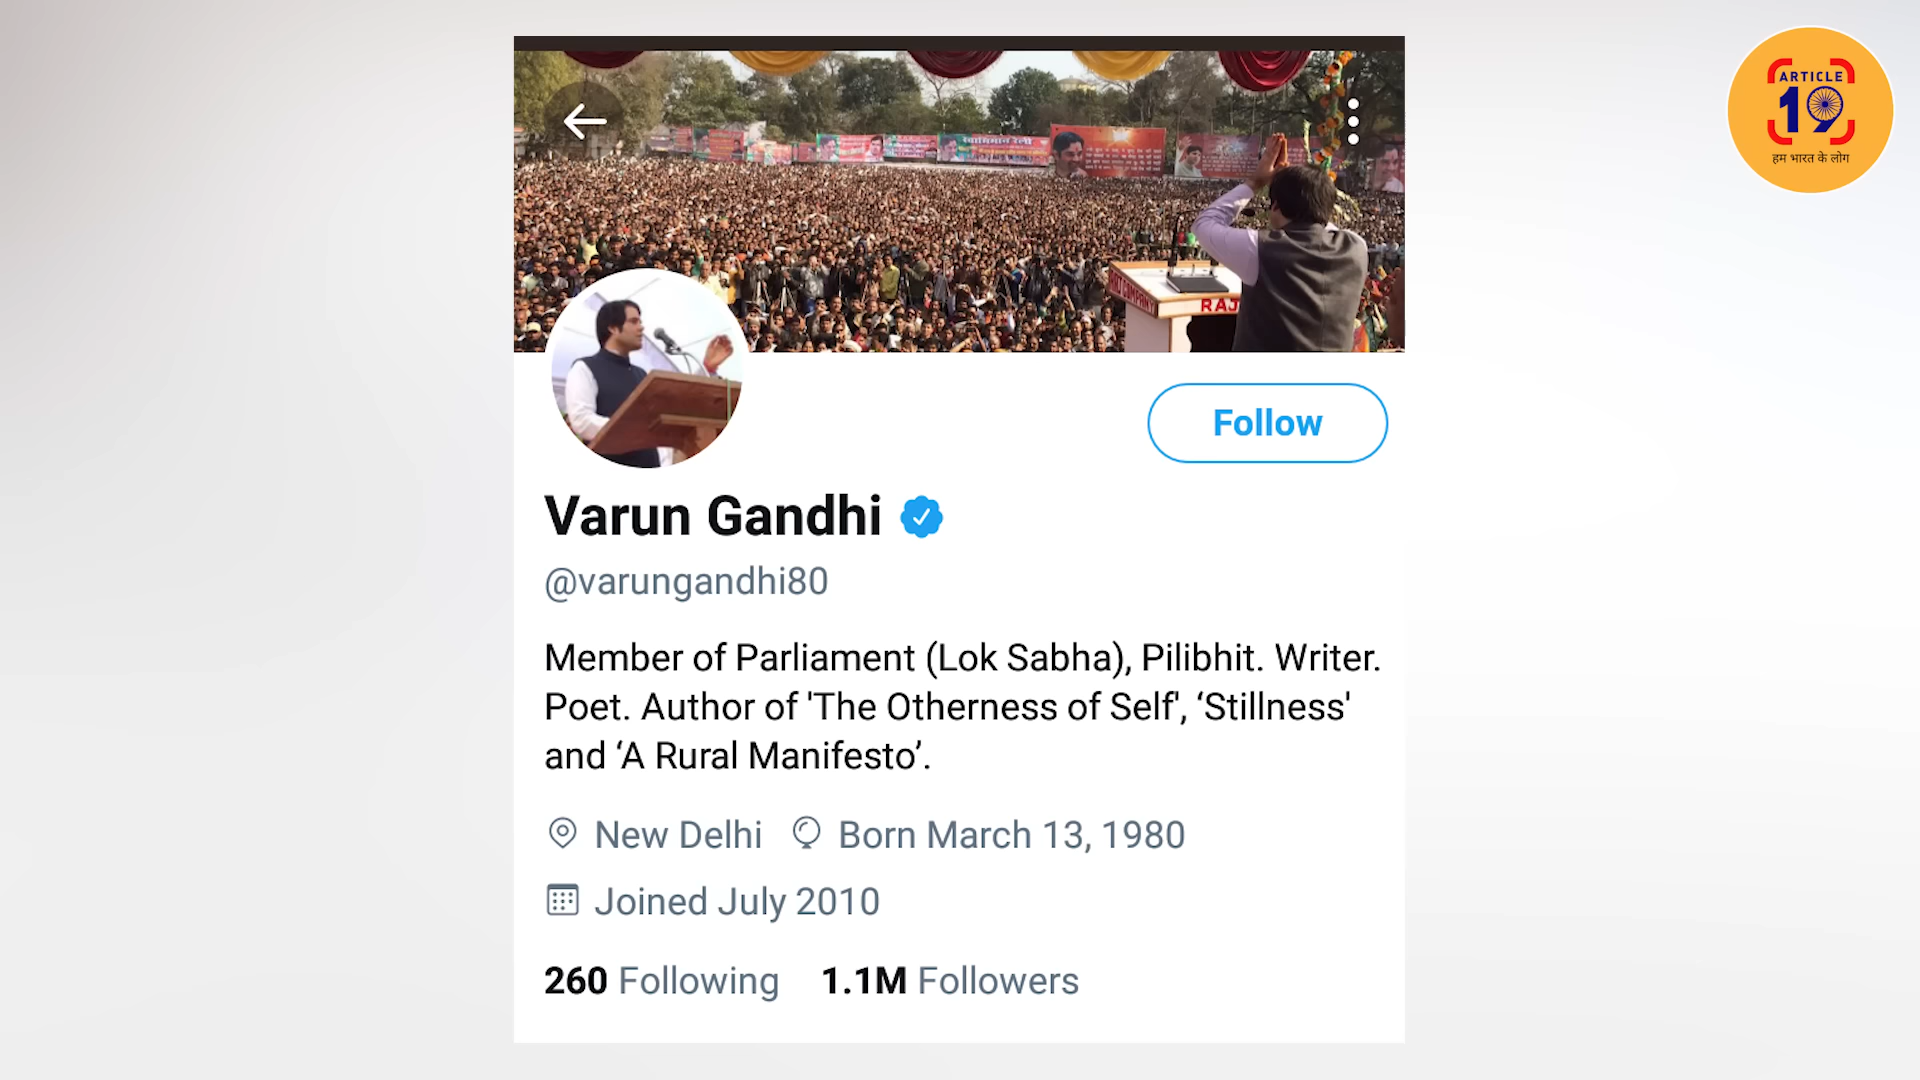 ARTICLE
19
हम भारत के लोग
स्वाभिमान रैली
RAJ
Follow
Varun Gandhi
@varungandhi80
Member of Parliament (Lok Sabha), Pilibhit. Writer.
Poet. Author of 'The Otherness of Self', ‘Stillness'
and ‘A Rural Manifesto’.
New Delhi Born March 13, 1980
Joined July 2010
260 Following 1.1M Followers